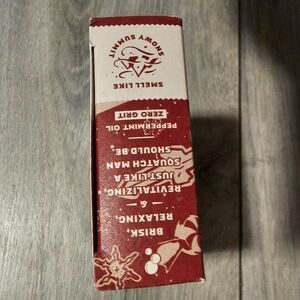 BRISK,
RELAXING,
&
REVITALIZING,
JUST LIKE A
SQUATCH MAN
SHOULD BE.
PEPPERMINT OIL
ZERO GRIT
SMELL LIKE
SNOWY SUMMIT